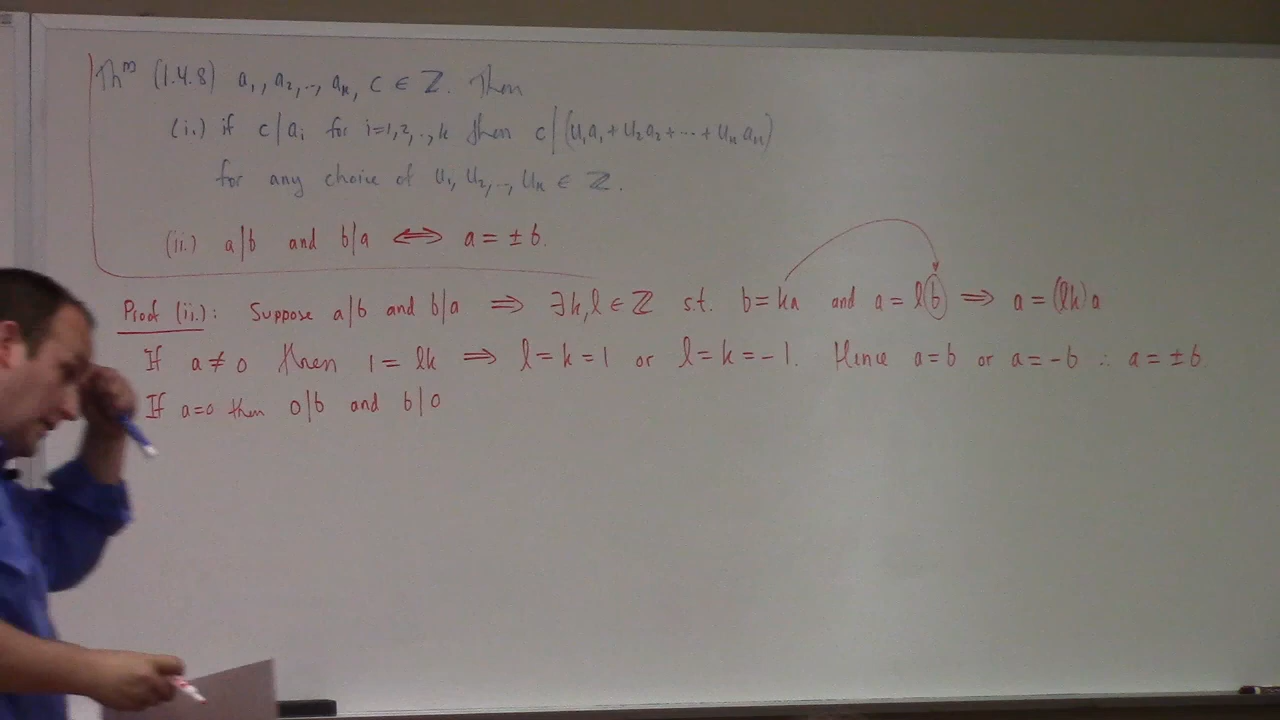 Thᵐ (1.4.8) a₁, a₂, .., aₖ, c ∈ ℤ. Then
(i.) if c | aᵢ for i=1,2,..,k then c | (u₁a₁ + u₂a₂ + ⋯ + uₖaₖ)
for any choice of u₁, u₂, .., uₖ ∈ ℤ.
(ii.) a|b and b|a ⟺ a = ± b.
Proof (ii.): Suppose a|b and b|a ⟹ ∃k, l ∈ ℤ s.t. b = ka and a = lb ⟹ a = (lk)a
If a ≠ 0 then 1 = lk ⟹ l = k = 1 or l = k = -1. Hence a = b or a = -b ∴ a = ± b.
If a=0 then 0|b and b|0